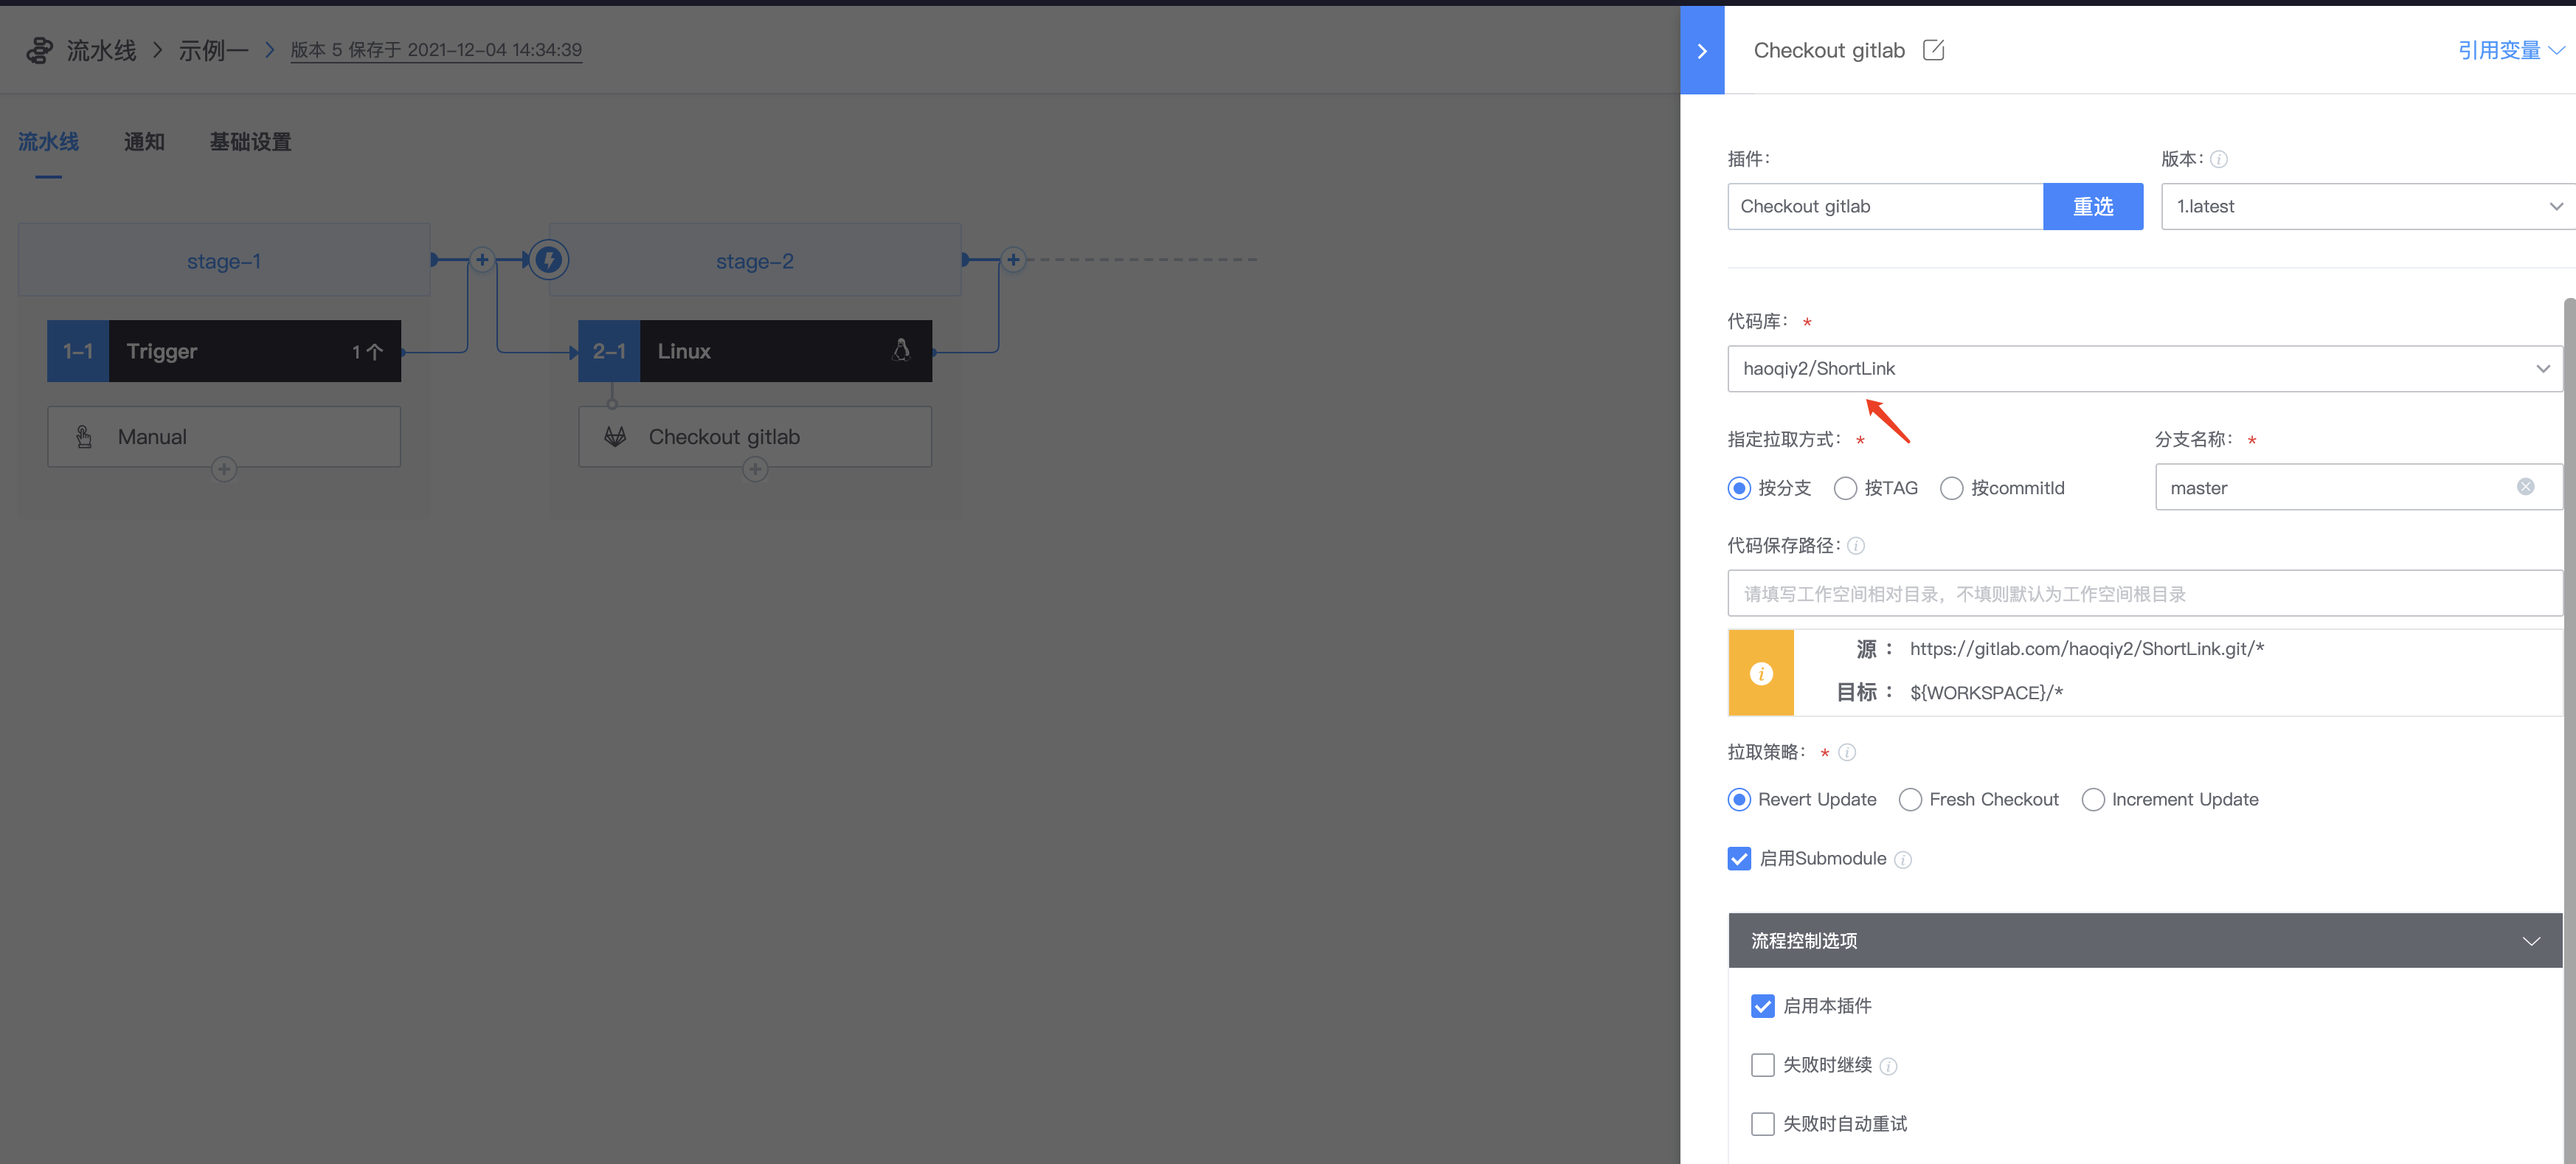 流水线 > 示例一 > 版本 5 保存于 2021-12-04 14:34:39
流水线 通知 基础设置
stage-1
stage-2
1-1 Trigger 1个
2-1 Linux
Manual
Checkout gitlab
Checkout gitlab
引用变量
插件：
版本：
Checkout gitlab
重选
1.latest
代码库： *
haoqiy2/ShortLink
指定拉取方式： *
分支名称： *
按分支 按TAG 按commitId
master
代码保存路径：
请填写工作空间相对目录，不填则默认为工作空间根目录
源： https://gitlab.com/haoqiy2/ShortLink.git/*
目标： ${WORKSPACE}/*
拉取策略： *
Revert Update Fresh Checkout Increment Update
启用Submodule
流程控制选项
启用本插件
失败时继续
失败时自动重试